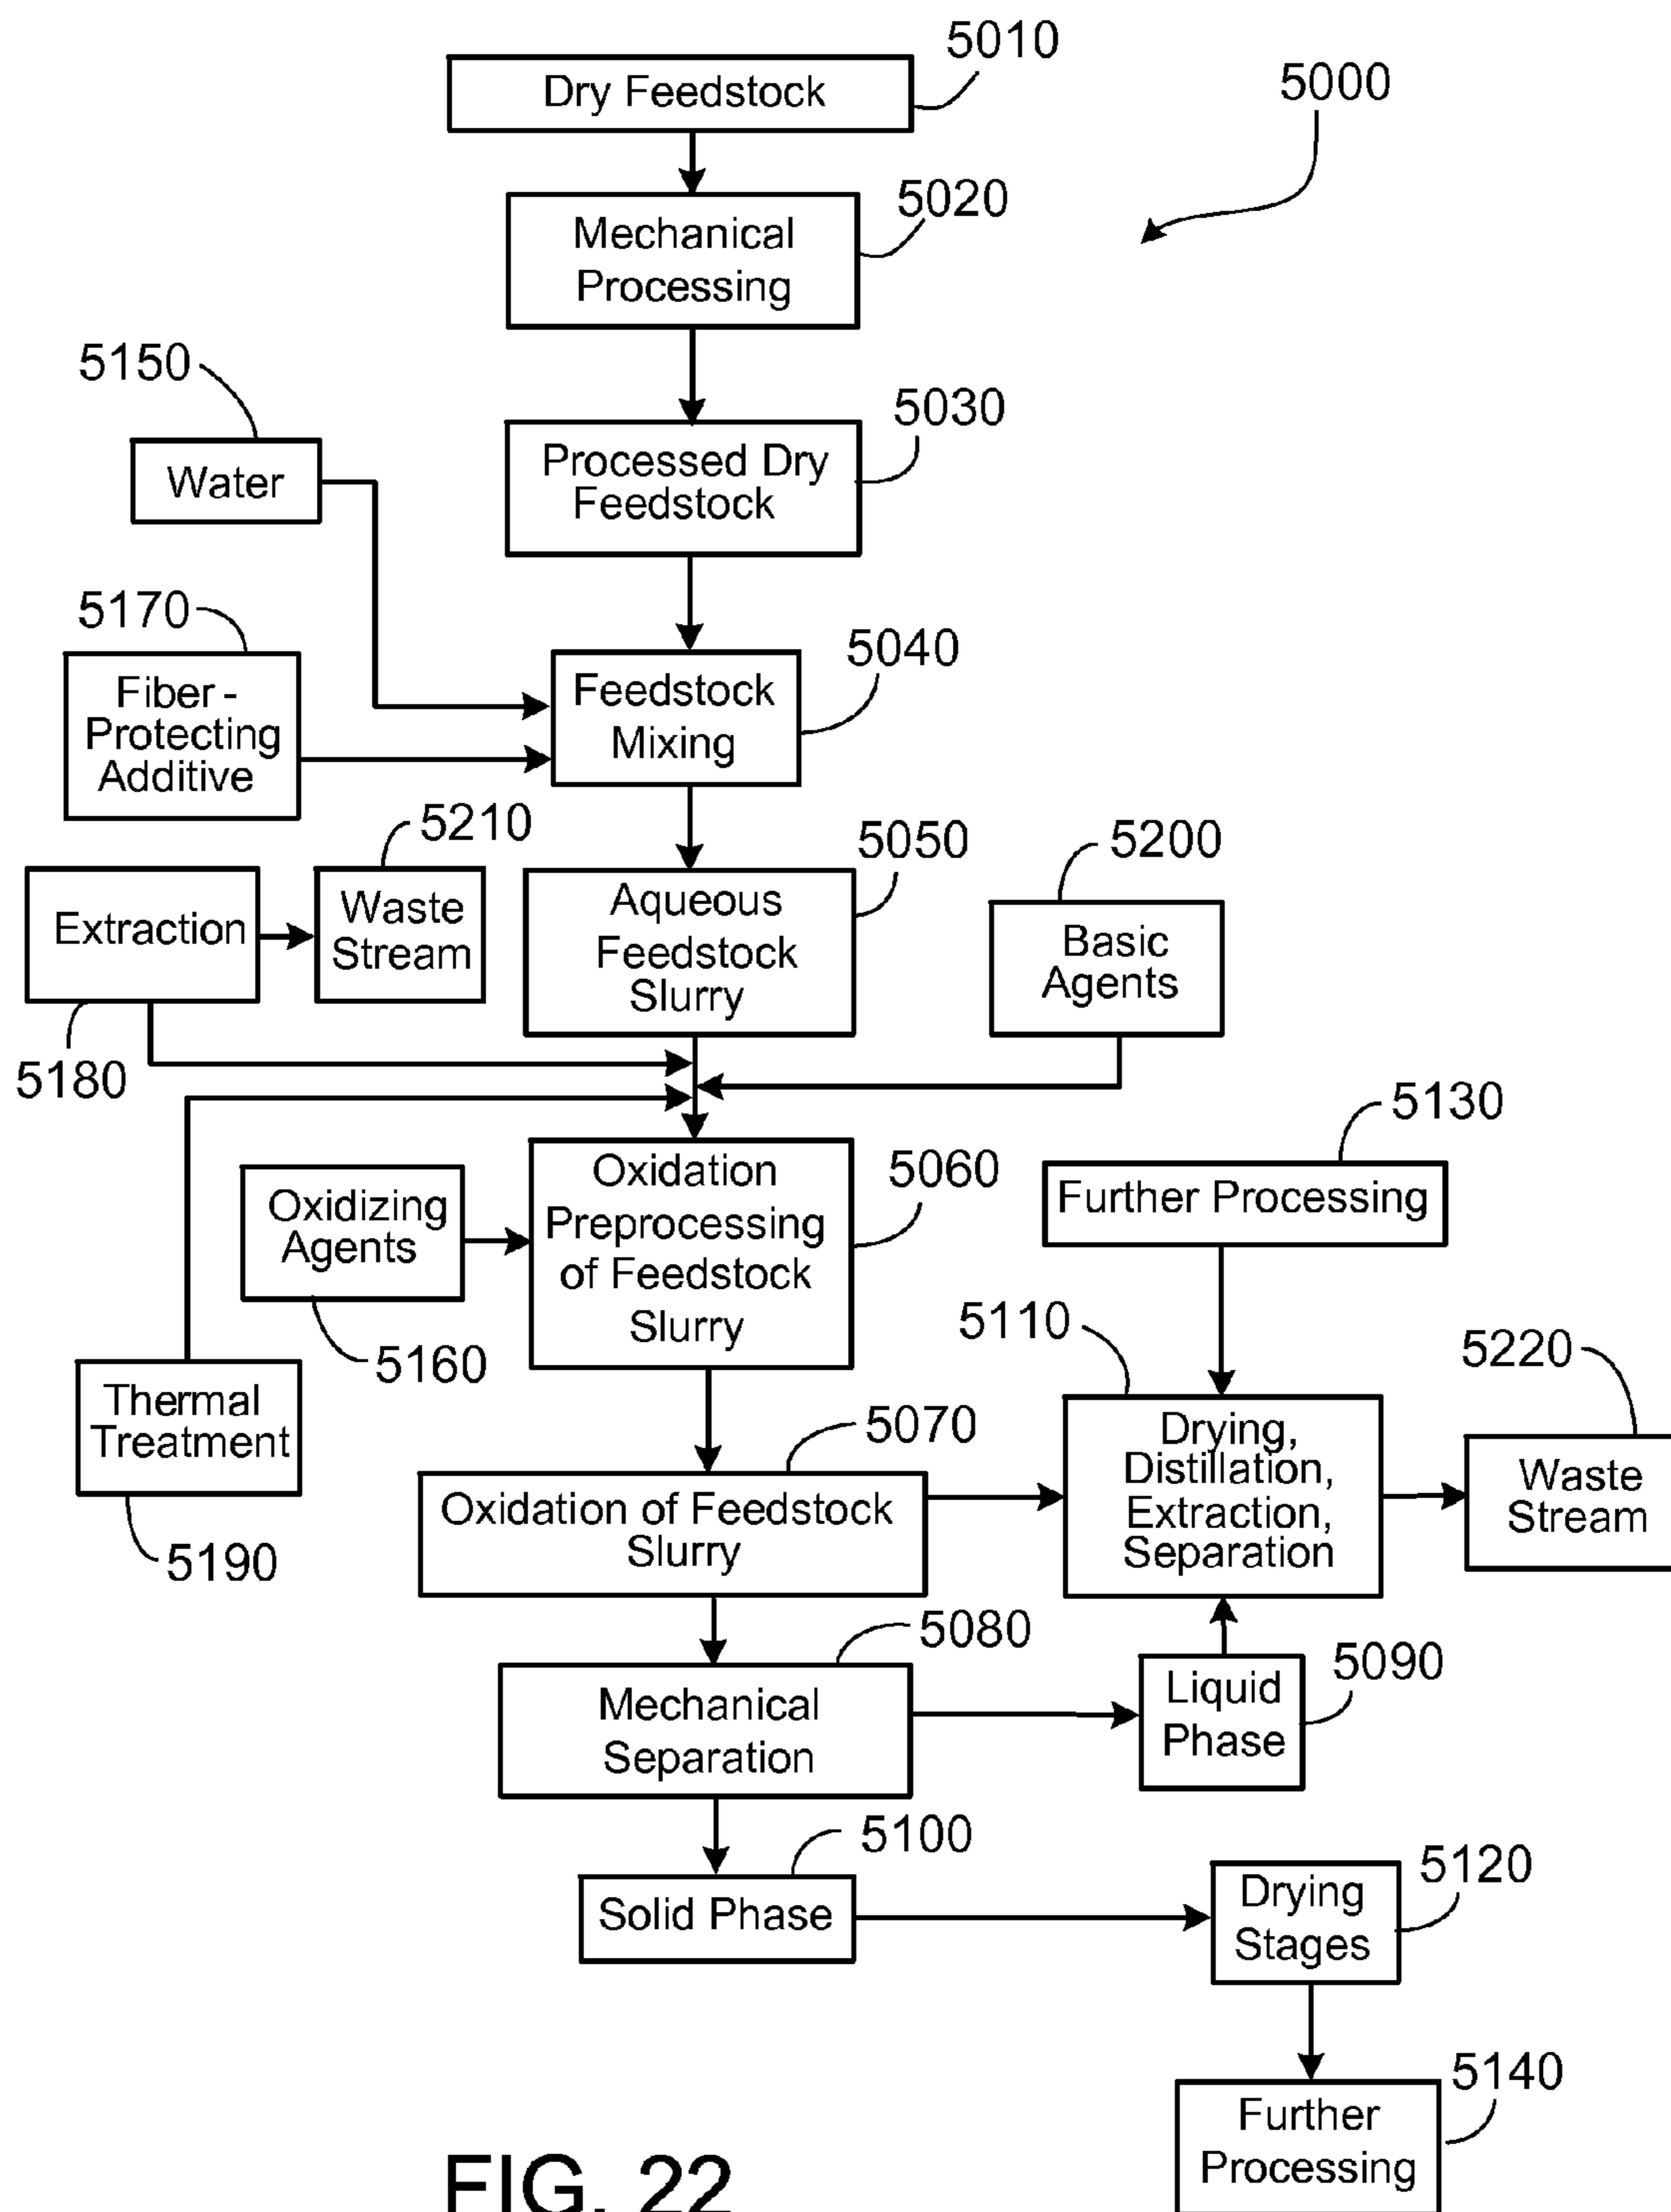 5010
Dry Feedstock
5000
5020
Mechanical
Processing
5150
5030
Water
Processed Dry
Feedstock
5170
5040
Fiber -
Protecting
Additive
Feedstock
Mixing
5210
5050
5200
Extraction
Waste
Stream
Aqueous
Feedstock
Slurry
Basic
Agents
5180
5130
Oxidizing
Agents
Oxidation
Preprocessing
of Feedstock
Slurry
5060
Further Processing
5160
5110
5220
Thermal
Treatment
5070
Drying,
Distillation,
Extraction,
Separation
Waste
Stream
5190
Oxidation of Feedstock
Slurry
5080
Mechanical
Separation
Liquid
Phase
5090
5100
Solid Phase
Drying
Stages
5120
5140
Further
Processing
FIG. 22